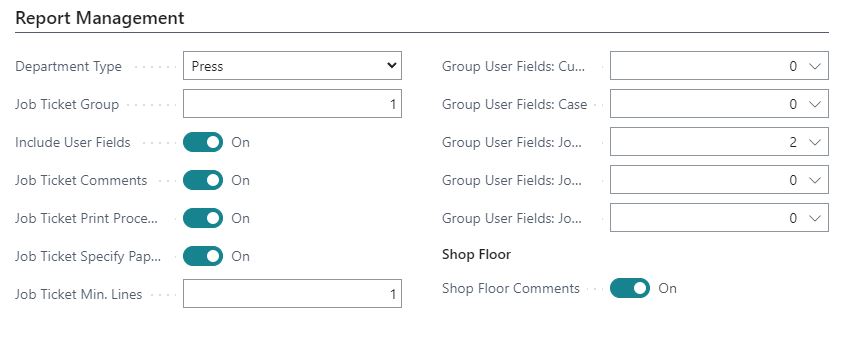 Report Management
Department Type
Press
Job Ticket Group
1
Include User Fields
On
Job Ticket Comments
On
Job Ticket Print Proce...
On
Job Ticket Specify Pap...
On
Job Ticket Min. Lines
1
Group User Fields: Cu...
0
Group User Fields: Case
0
Group User Fields: Jo...
2
Group User Fields: Jo...
0
Group User Fields: Jo...
0
Shop Floor
Shop Floor Comments
On